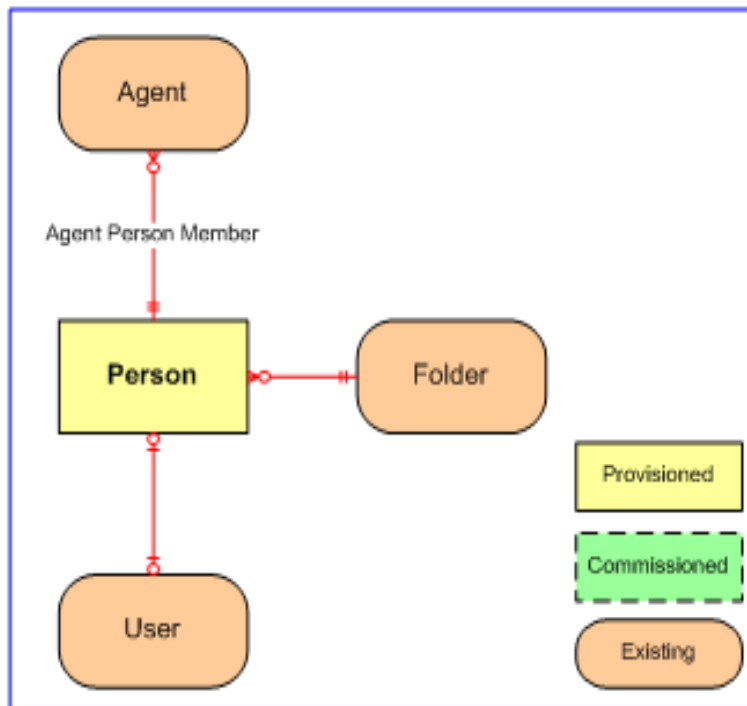 Agent
Agent Person Member
Person
Folder
Provisioned
Commissioned
User
Existing